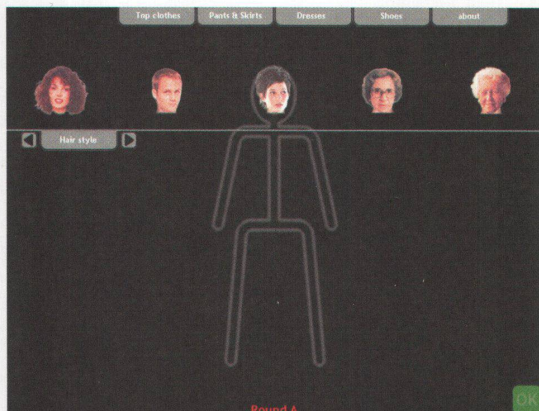 Top clothes
Pants & Skirts
Dresses
Shoes
about
Hair style
Round A
OK